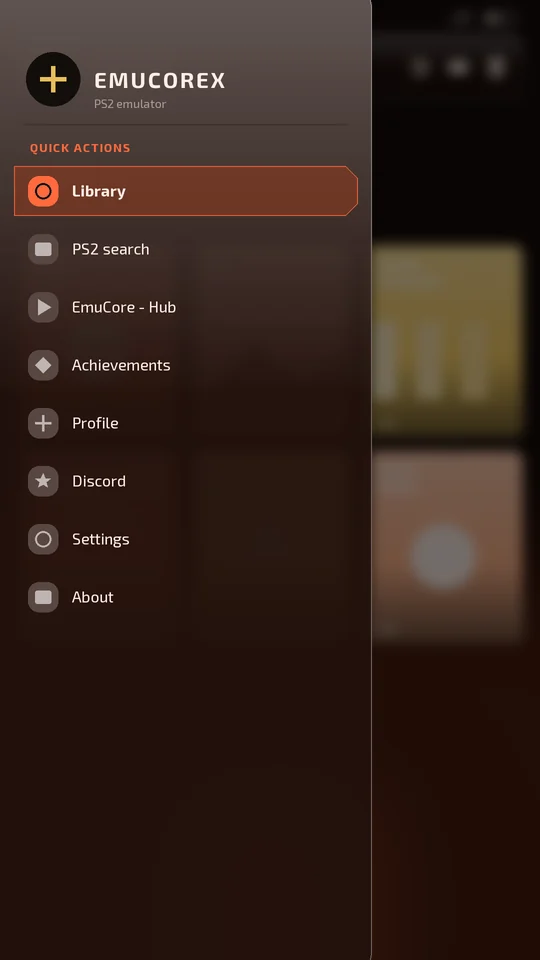 EMUCOREX
PS2 emulator
QUICK ACTIONS
Library
PS2 search
EmuCore - Hub
Achievements
Profile
Discord
Settings
About